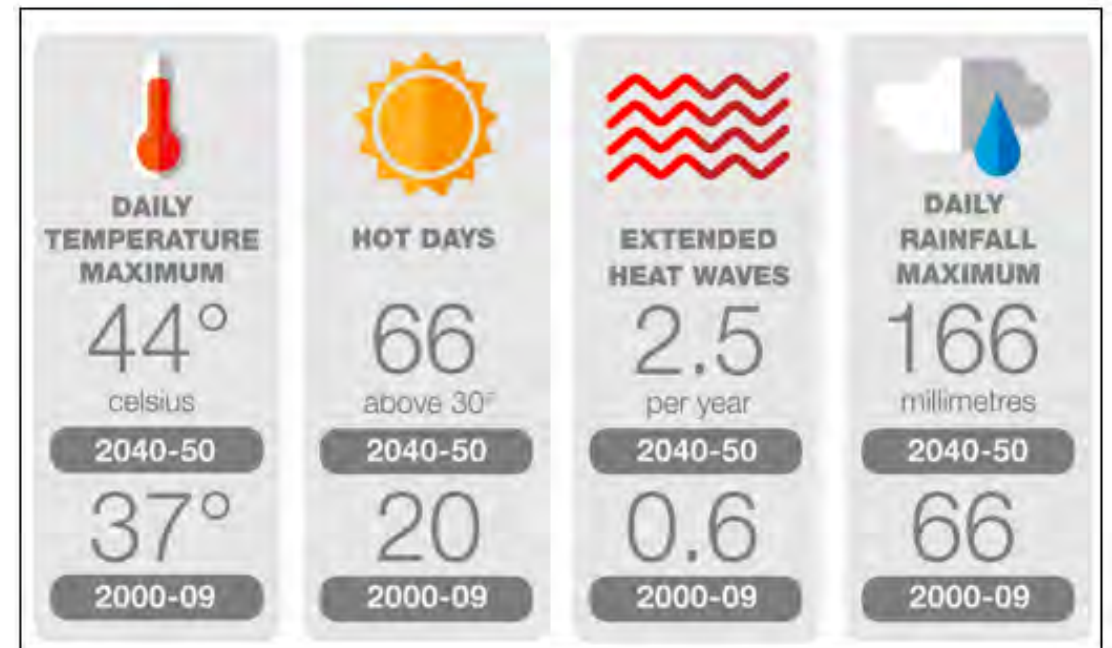 DAILY
TEMPERATURE
MAXIMUM
44°
celsius
2040-50
37°
2000-09
HOT DAYS
66
above 30°
2040-50
20
2000-09
EXTENDED
HEAT WAVES
2.5
per year
2040-50
0.6
2000-09
DAILY
RAINFALL
MAXIMUM
166
millimetres
2040-50
66
2000-09